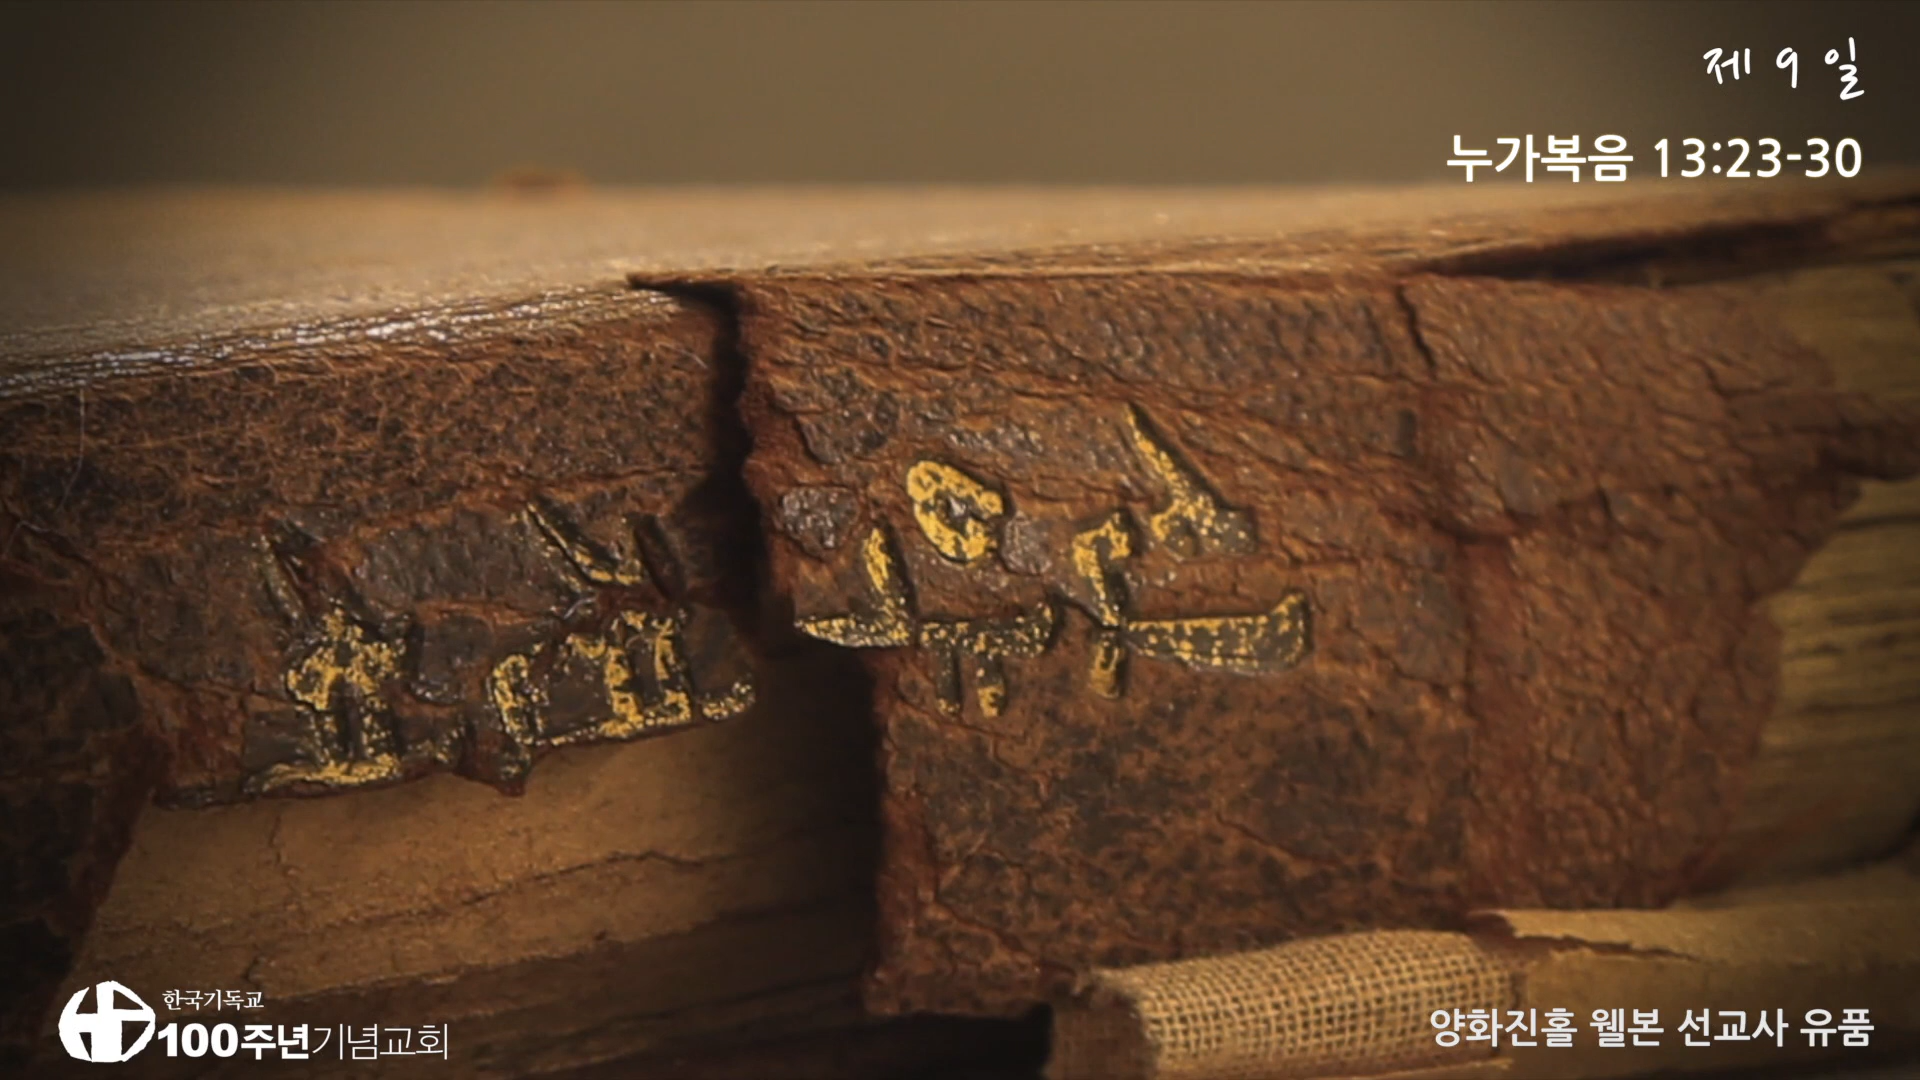 제 9 일
누가복음 13:23-30
한국기독교
100주년기념교회
양화진홀 웰본 선교사 유품